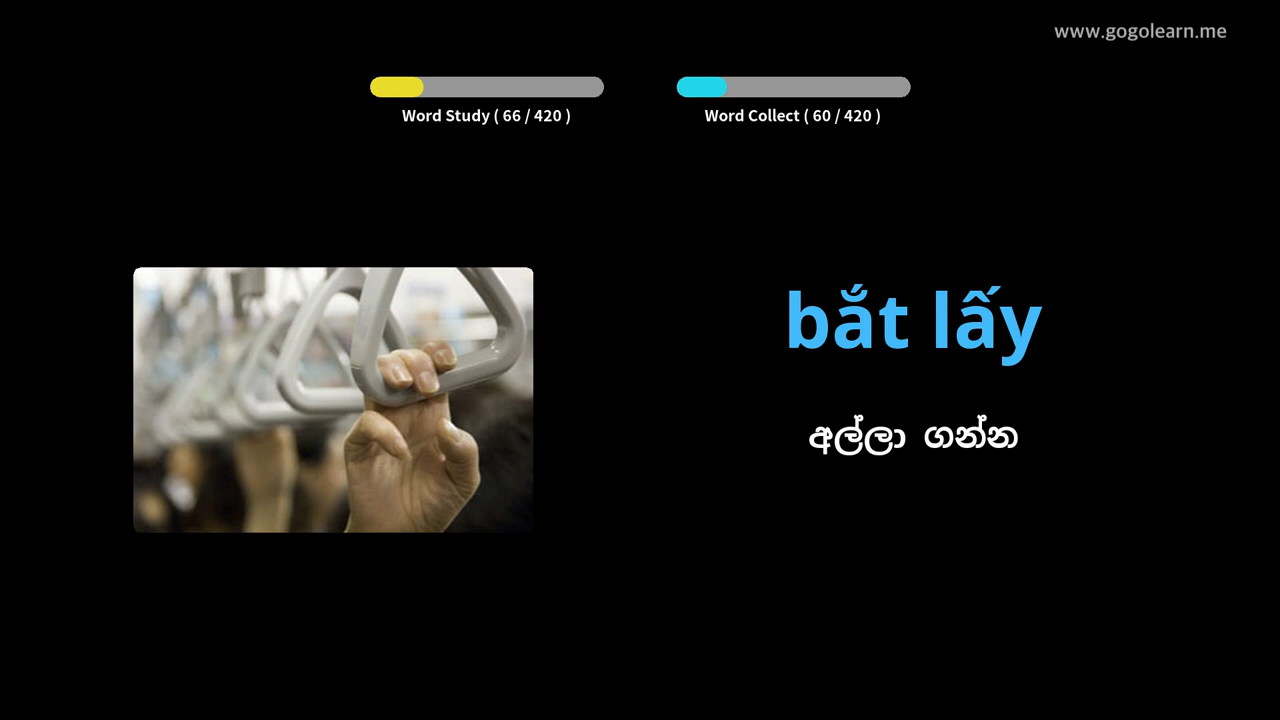 www.gogolearn.me
Word Study ( 66 / 420 )
Word Collect ( 60 / 420 )
bắt lấy
අල්ලා ගන්න